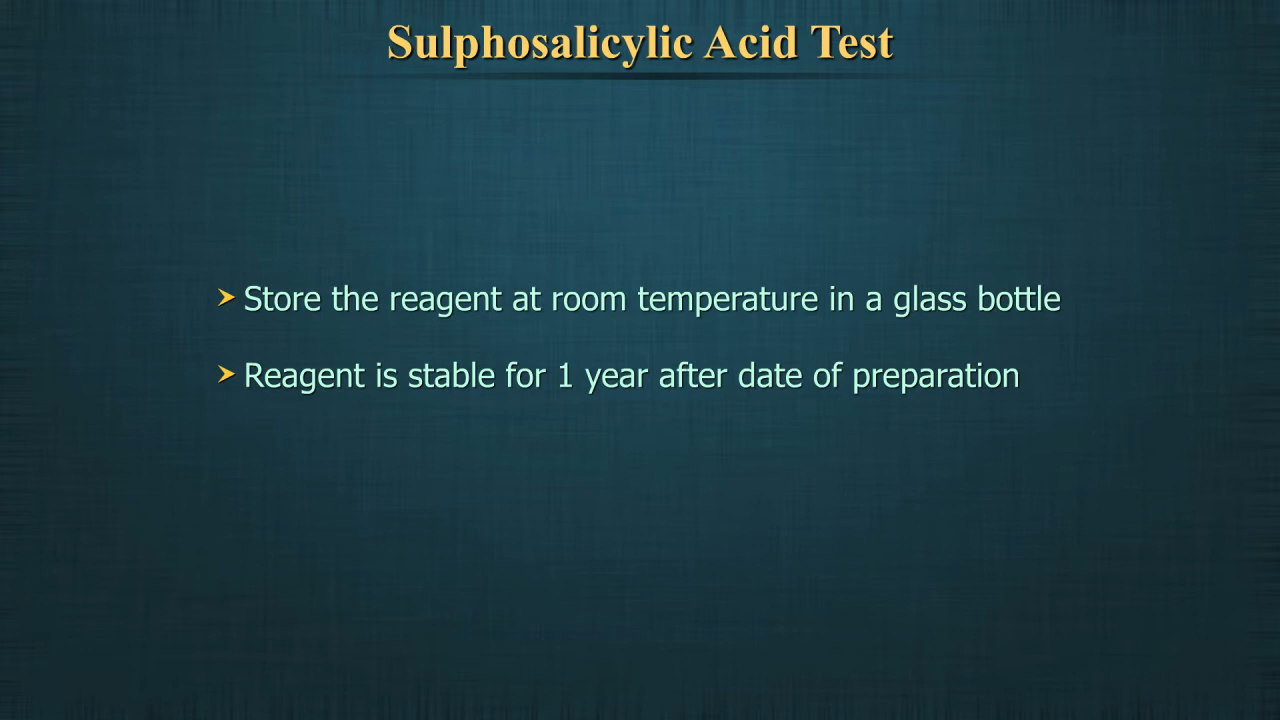 Sulphosalicylic Acid Test
Store the reagent at room temperature in a glass bottle
Reagent is stable for 1 year after date of preparation